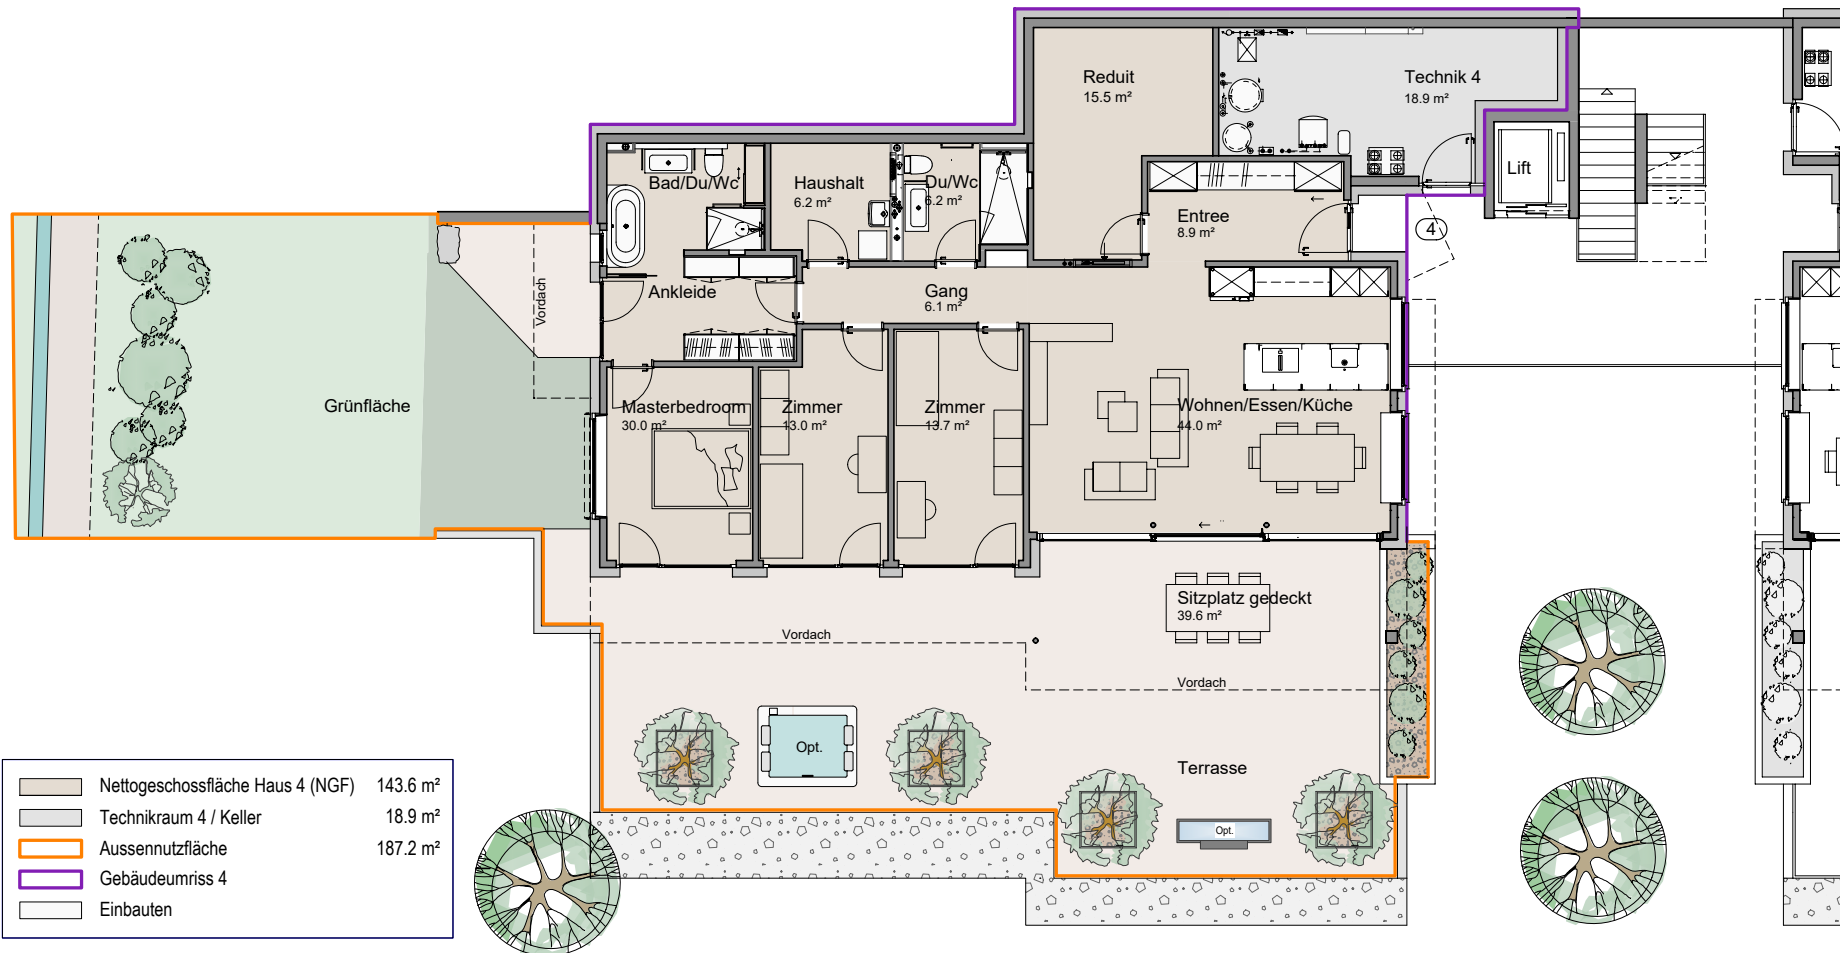 Reduit
15.5 m²
Technik 4
18.9 m²
Lift
Bad/Du/Wc
Haushalt
6.2 m²
Du/Wc
6.2 m²
Entree
8.9 m²
4
Vordach
Ankleide
Gang
6.1 m²
Grünfläche
Masterbedroom
30.0 m²
Zimmer
13.0 m²
Zimmer
13.7 m²
Wohnen/Essen/Küche
44.0 m²
Sitzplatz gedeckt
39.6 m²
Vordach
Vordach
Opt.
Terrasse
Opt.
Nettogeschossfläche Haus 4 (NGF) 143.6 m²
Technikraum 4 / Keller 18.9 m²
Aussennutzfläche 187.2 m²
Gebäudeumriss 4
Einbauten